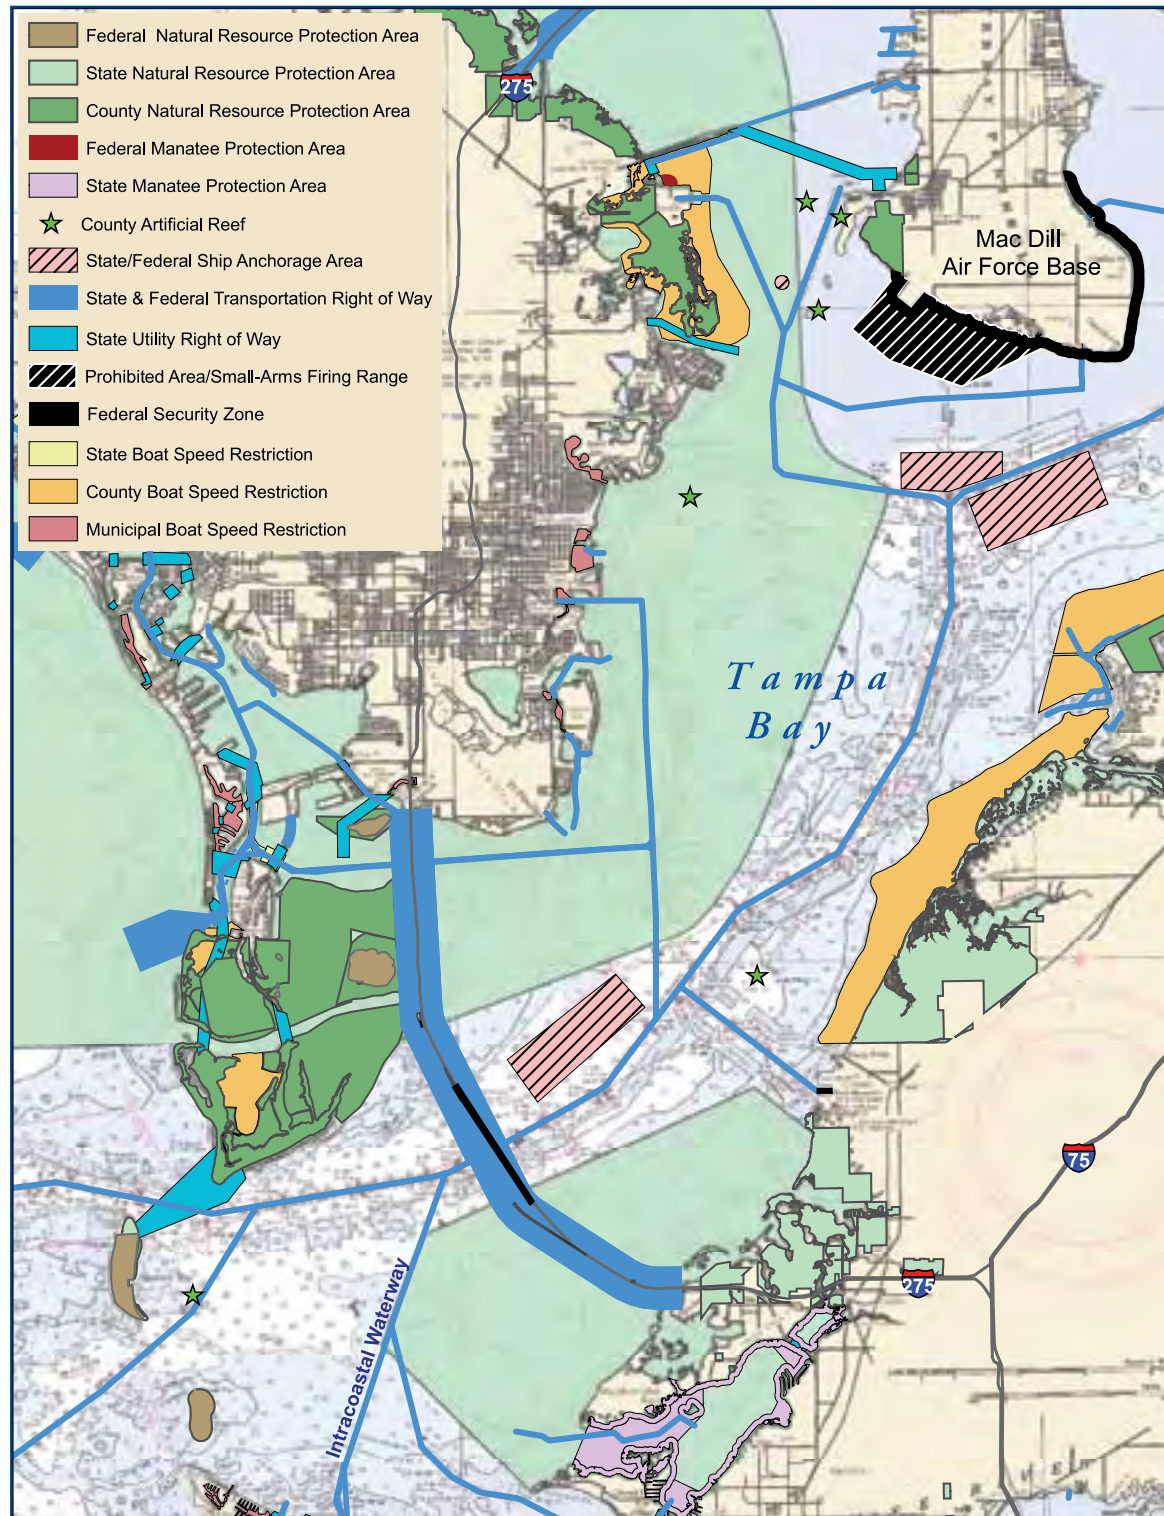 Federal Natural Resource Protection Area
State Natural Resource Protection Area
County Natural Resource Protection Area
Federal Manatee Protection Area
State Manatee Protection Area
County Artificial Reef
State/Federal Ship Anchorage Area
State & Federal Transportation Right of Way
State Utility Right of Way
Prohibited Area/Small-Arms Firing Range
Federal Security Zone
State Boat Speed Restriction
County Boat Speed Restriction
Municipal Boat Speed Restriction
275
Mac Dill
Air Force Base
Tampa
Bay
75
275
Intracoastal Waterway